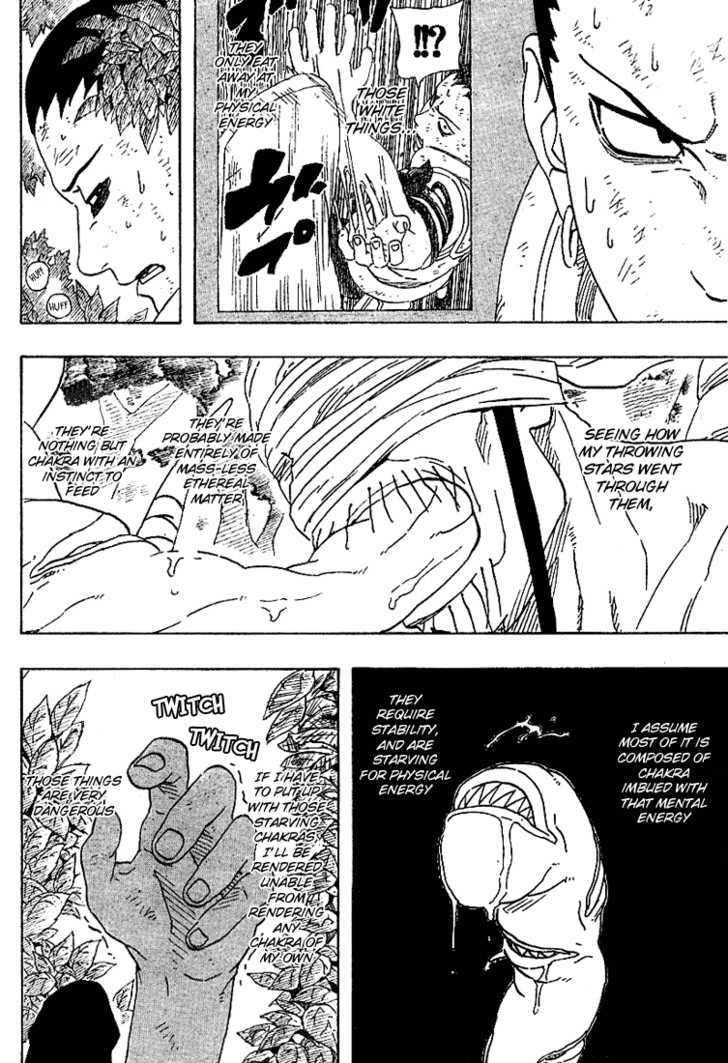 !!?
THOSE
WHITE
THINGS...
THEY
ONLY EAT
AWAY AT
MY
PHYSICAL
ENERGY
HUFF
HUFF
SEEING HOW
MY THROWING
STARS WENT
THROUGH
THEM,
THEY'RE
PROBABLY MADE
ENTIRELY OF
MASS-LESS
ETHEREAL
MATTER
THEY'RE
NOTHING BUT
CHAKRA WITH AN
INSTINCT TO
FEED
I ASSUME
MOST OF IT IS
COMPOSED OF
CHAKRA
IMBUED WITH
THAT MENTAL
ENERGY
THEY
REQUIRE
STABILITY,
AND ARE
STARVING
FOR PHYSICAL
ENERGY
TWITCH
TWITCH
IF I HAVE
TO PUT UP
WITH THOSE
STARVING
CHAKRAS,
I'LL BE
RENDERED
UNABLE
FROM
RENDERING
ANY
CHAKRA OF
MY OWN
THOSE THINGS
ARE VERY
DANGEROUS